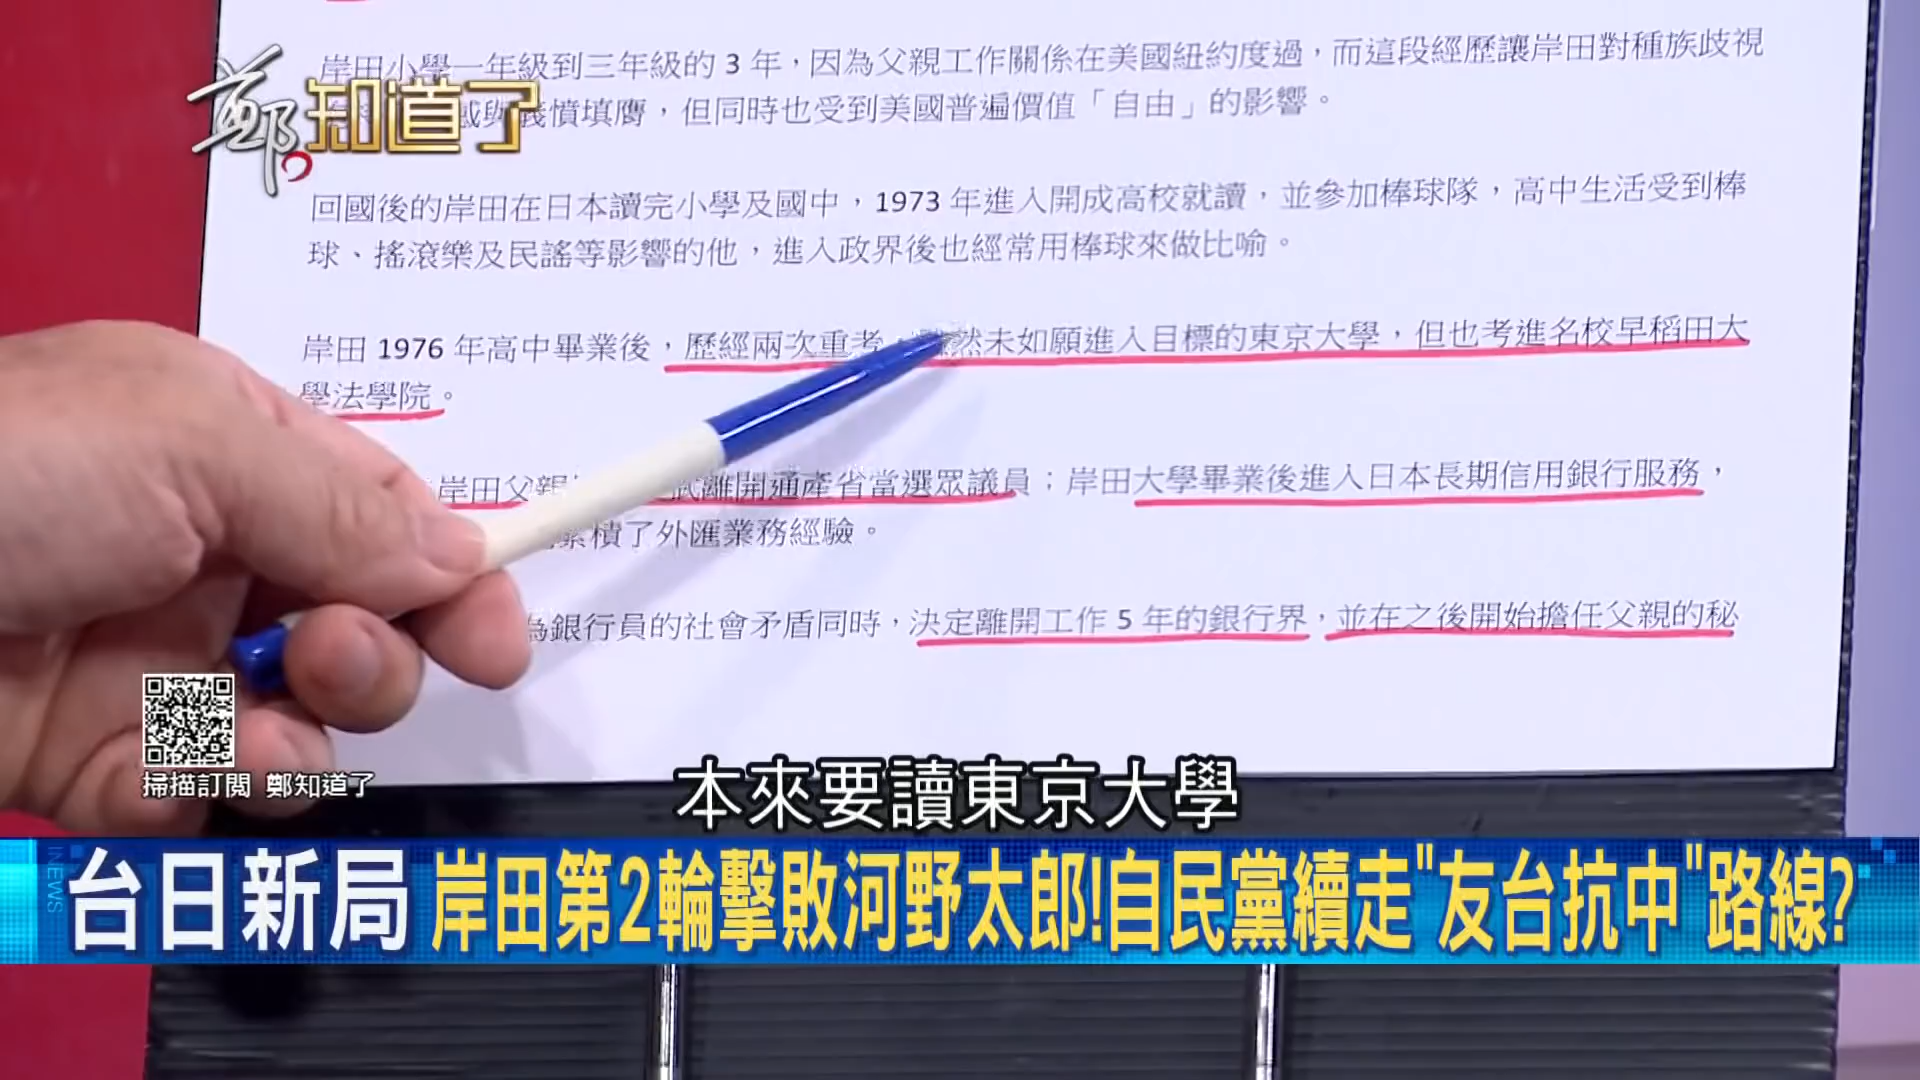 岸田小學一年級到三年級的 3 年，因為父親工作關係在美國紐約度過，而這段經歷讓岸田對種族歧視
感與義憤填膺，但同時也受到美國普遍價值「自由」的影響。
鄭知道了
回國後的岸田在日本讀完小學及國中，1973 年進入開成高校就讀，並參加棒球隊，高中生活受到棒
球、搖滾樂及民謠等影響的他，進入政界後也經常用棒球來做比喻。
岸田 1976 年高中畢業後，歷經兩次重考，雖然未如願進入目標的東京大學，但也考進名校早稻田大
學法學院。
岸田父親 離開通產省當選眾議員；岸田大學畢業後進入日本長期信用銀行服務，
累積了外匯業務經驗。
為銀行員的社會矛盾同時，決定離開工作 5 年的銀行界，並在之後開始擔任父親的秘
掃描訂閱 鄭知道了
本來要讀東京大學
INEWS
台日新局 岸田第2輪擊敗河野太郎!自民黨續走"友台抗中"路線?